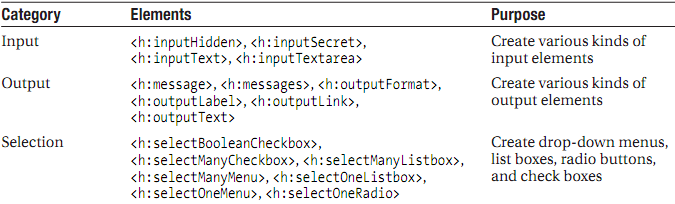 Category Elements Purpose
Input <h:inputHidden>, <h:inputSecret>, Create various kinds of
<h:inputText>, <h:inputTextarea> input elements
Output <h:message>, <h:messages>, <h:outputFormat>, Create various kinds of
<h:outputLabel>, <h:outputLink>, output elements
<h:outputText>
Selection <h:selectBooleanCheckbox>, Create drop-down menus,
<h:selectManyCheckbox>, <h:selectManyListbox>, list boxes, radio buttons,
<h:selectManyMenu>, <h:selectOneListbox>, and check boxes
<h:selectOneMenu>, <h:selectOneRadio>